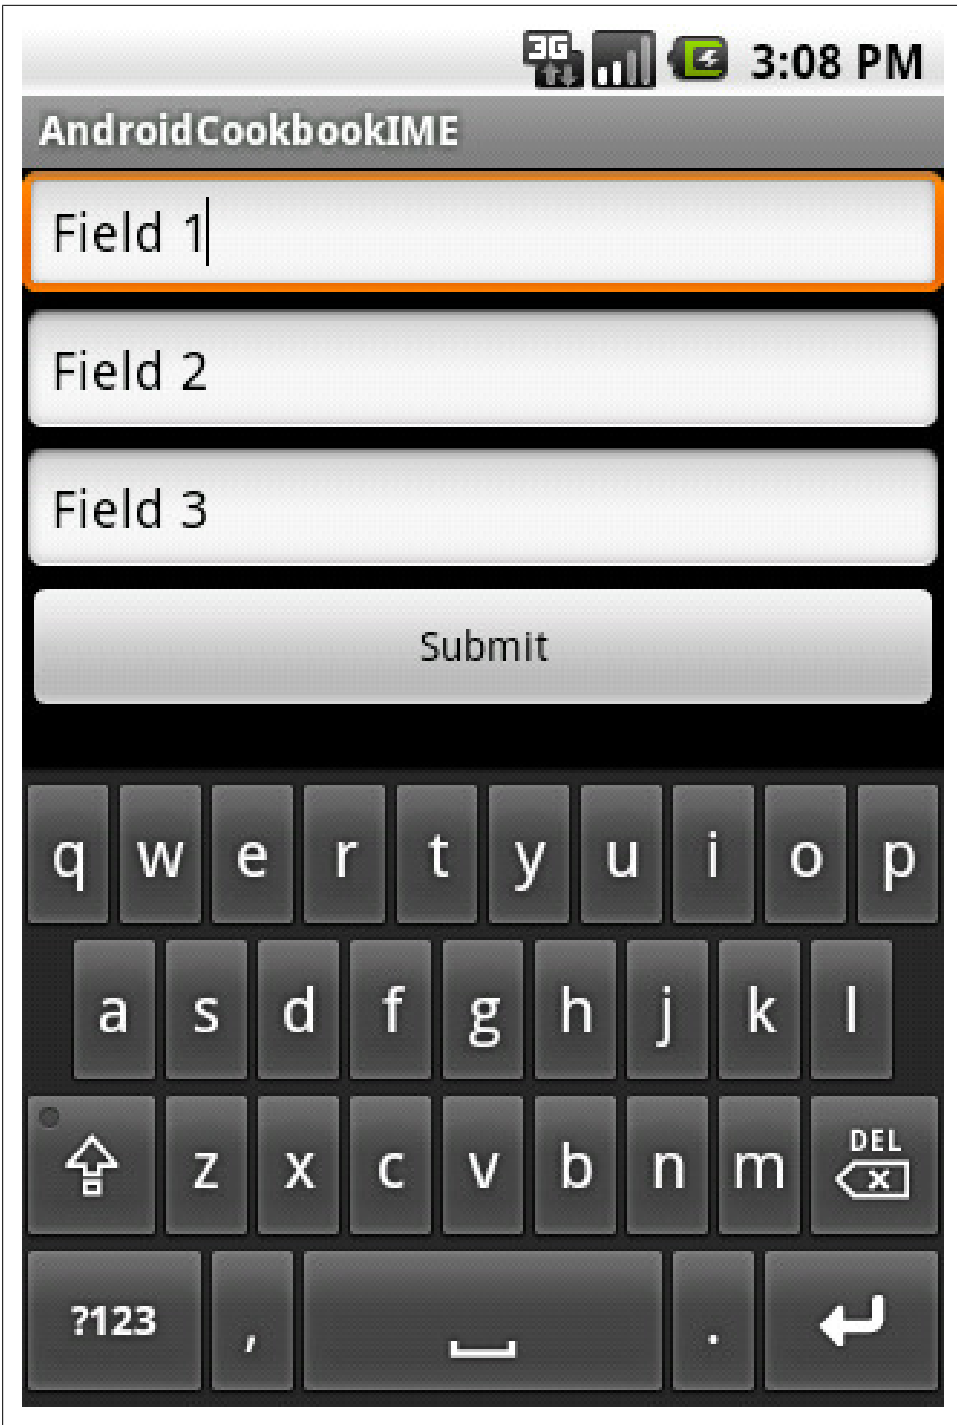 3G 3:08 PM
AndroidCookbookIME
Field 1
Field 2
Field 3
Submit
q w e r t y u i o p
a s d f g h j k l
z x c v b n m DEL
?123 , .